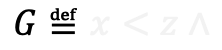 G ≝ x < z ∧